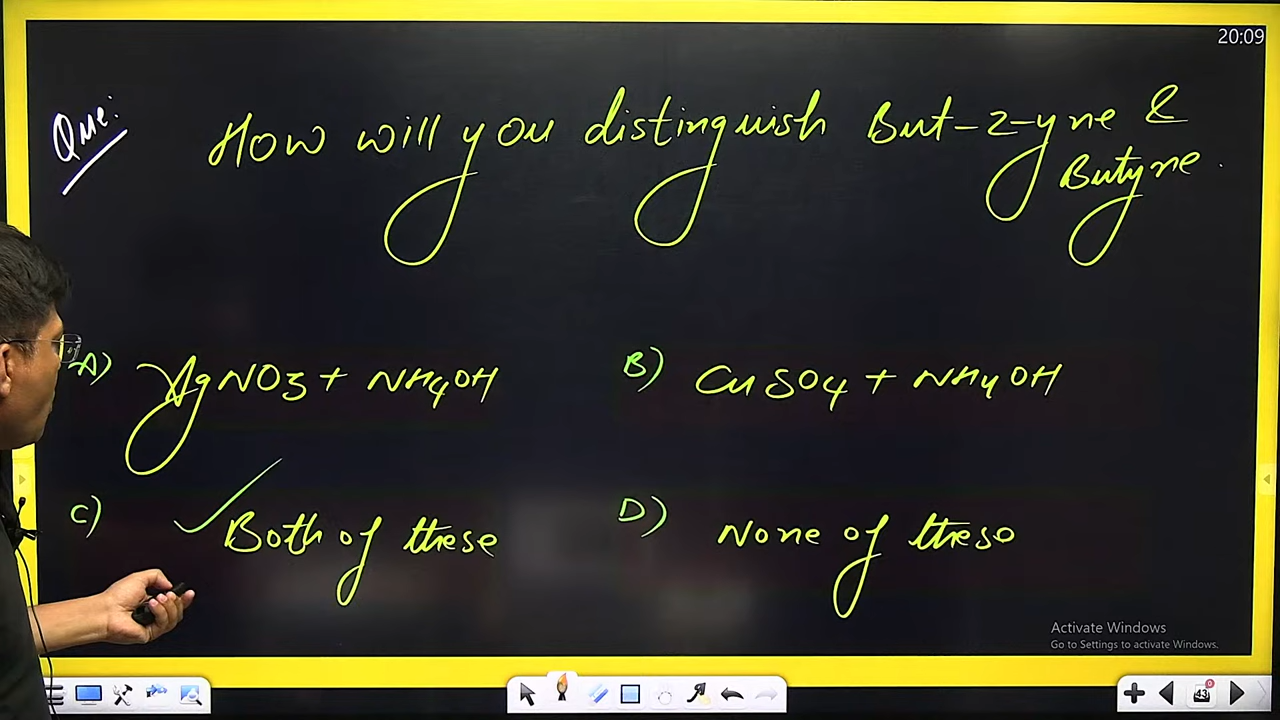 20:09
Que:
How will you distinguish But-2-yne &
Butyne.
A) AgNO3 + NH4OH
B) CuSO4 + NH4OH
C) Both of these
D) None of these
Activate Windows
Go to Settings to activate Windows.
43